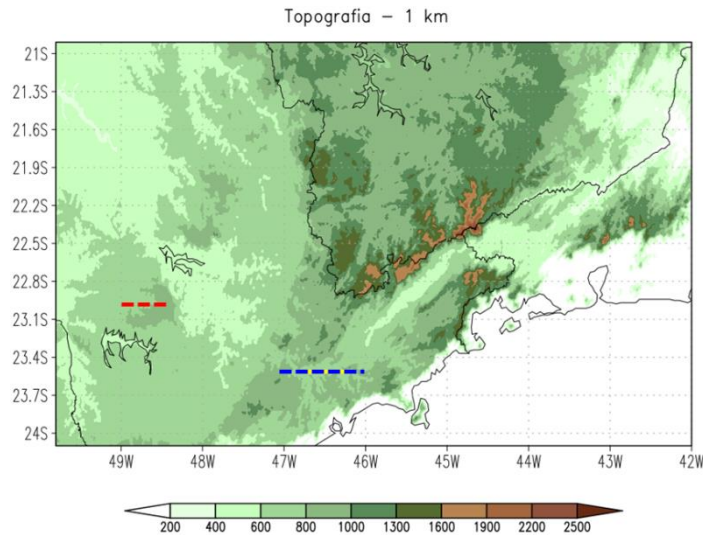 Topografia - 1 km
21S
21.3S
21.6S
21.9S
22.2S
22.5S
22.8S
23.1S
23.4S
23.7S
24S
49W 48W 47W 46W 45W 44W 43W 42W
200 400 600 800 1000 1300 1600 1900 2200 2500